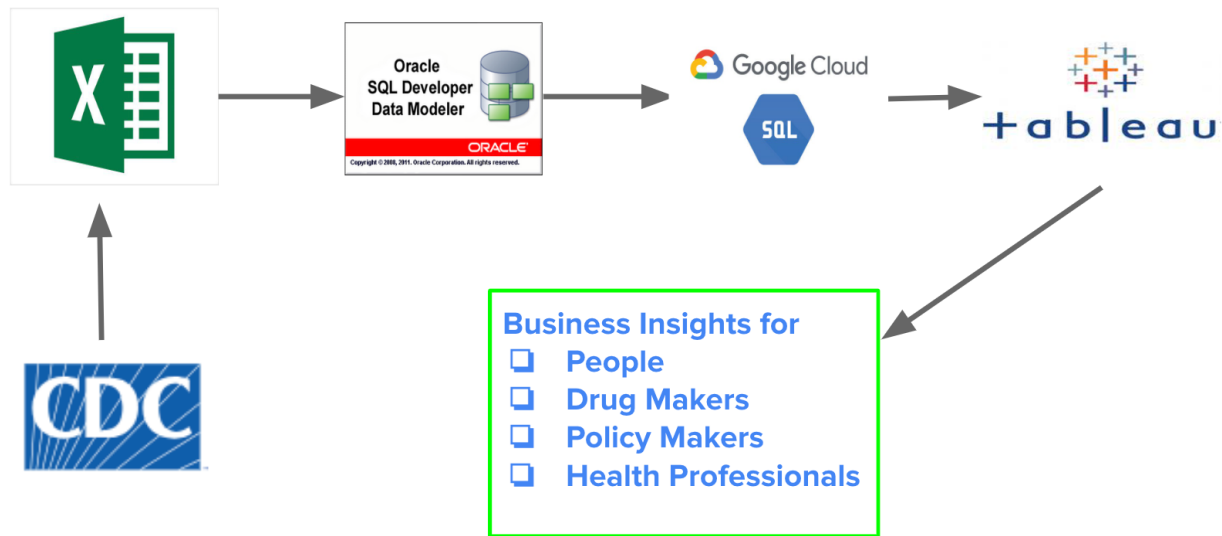 X
Oracle
SQL Developer
Data Modeler
ORACLE
Copyright © 2008, 2011. Oracle Corporation. All rights reserved.
Google Cloud
SQL
+ableau
CDC
Business Insights for
❑ People
❑ Drug Makers
❑ Policy Makers
❑ Health Professionals